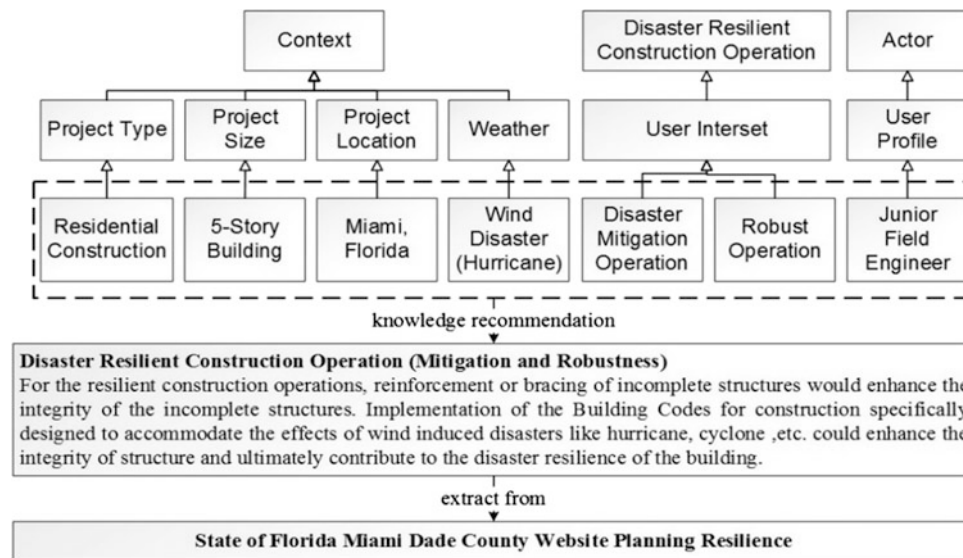 Context
Disaster Resilient
Construction Operation
Actor
Project Type
Project
Size
Project
Location
Weather
User Interset
User
Profile
Residential
Construction
5-Story
Building
Miami,
Florida
Wind
Disaster
(Hurricane)
Disaster
Mitigation
Operation
Robust
Operation
Junior
Field
Engineer
knowledge recommendation
Disaster Resilient Construction Operation (Mitigation and Robustness)
For the resilient construction operations, reinforcement or bracing of incomplete structures would enhance the
integrity of the incomplete structures. Implementation of the Building Codes for construction specifically
designed to accommodate the effects of wind induced disasters like hurricane, cyclone ,etc. could enhance the
integrity of structure and ultimately contribute to the disaster resilience of the building.
extract from
State of Florida Miami Dade County Website Planning Resilience